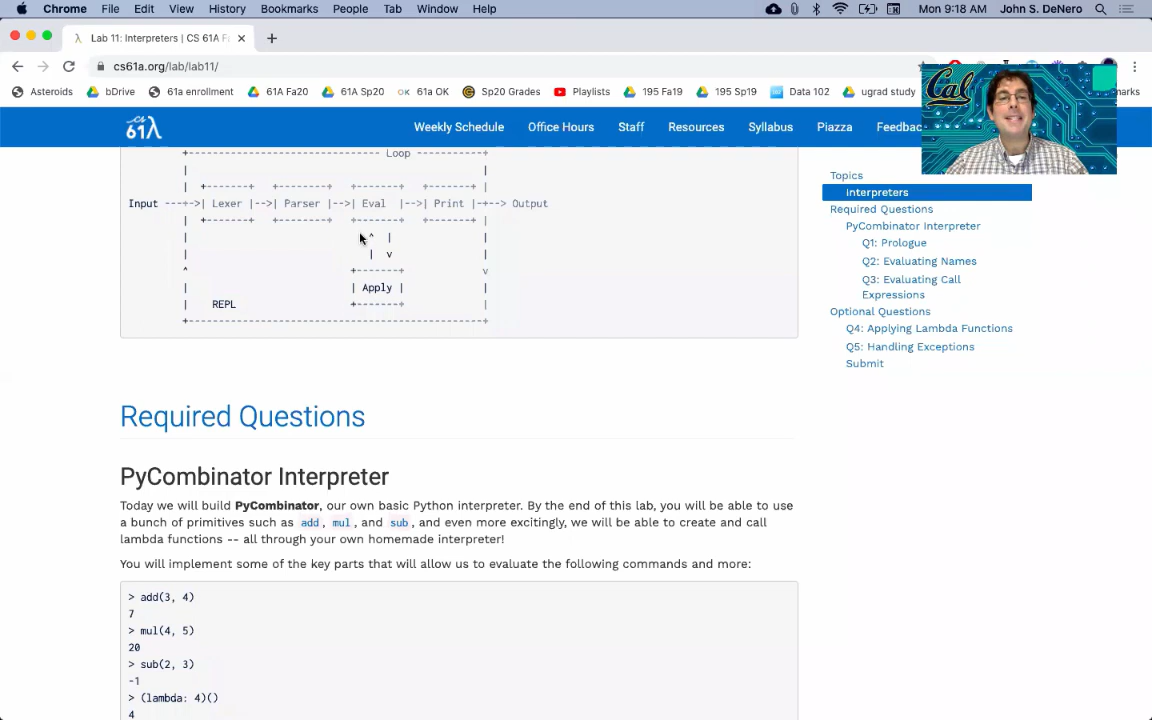 Chrome File Edit View History Bookmarks People Tab Window Help Mon 9:18 AM John S. DeNero
Lab 11: Interpreters | CS 61A Fa
cs61a.org/lab/lab11/
Asteroids bDrive 61a enrollment 61A Fa20 61A Sp20 OK 61a OK Sp20 Grades Playlists 195 Fa19 195 Sp19 Data 102 ugrad study
Cal
CS 61A Weekly Schedule Office Hours Staff Resources Syllabus Piazza Feedbac
+------------------------------- Loop -----------+
| |
| +-------+ +--------+ +-------+ +-------+ |
Input ---+->| Lexer |-->| Parser |-->| Eval |-->| Print |-+--> Output
| +-------+ +--------+ +-------+ +-------+ |
| ^ | |
| | v |
^ +-------+ v
| | Apply | |
| REPL +-------+ |
+------------------------------------------------+
Topics
Interpreters
Required Questions
PyCombinator Interpreter
Q1: Prologue
Q2: Evaluating Names
Q3: Evaluating Call
Expressions
Optional Questions
Q4: Applying Lambda Functions
Q5: Handling Exceptions
Submit
Required Questions
PyCombinator Interpreter
Today we will build PyCombinator, our own basic Python interpreter. By the end of this lab, you will be able to use
a bunch of primitives such as add, mul, and sub, and even more excitingly, we will be able to create and call
lambda functions -- all through your own homemade interpreter!
You will implement some of the key parts that will allow us to evaluate the following commands and more:
> add(3, 4)
7
> mul(4, 5)
20
> sub(2, 3)
-1
> (lambda: 4)()
4